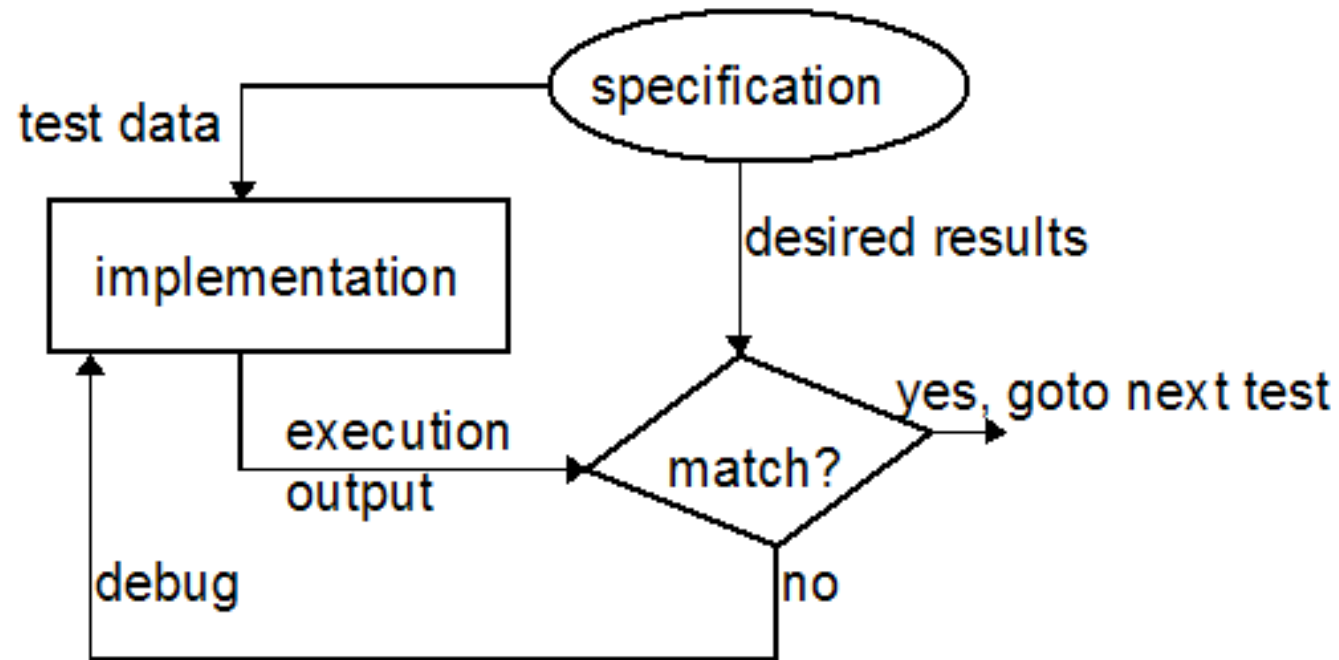 specification
test data
desired results
implementation
yes, goto next test
execution
output
match?
debug
no